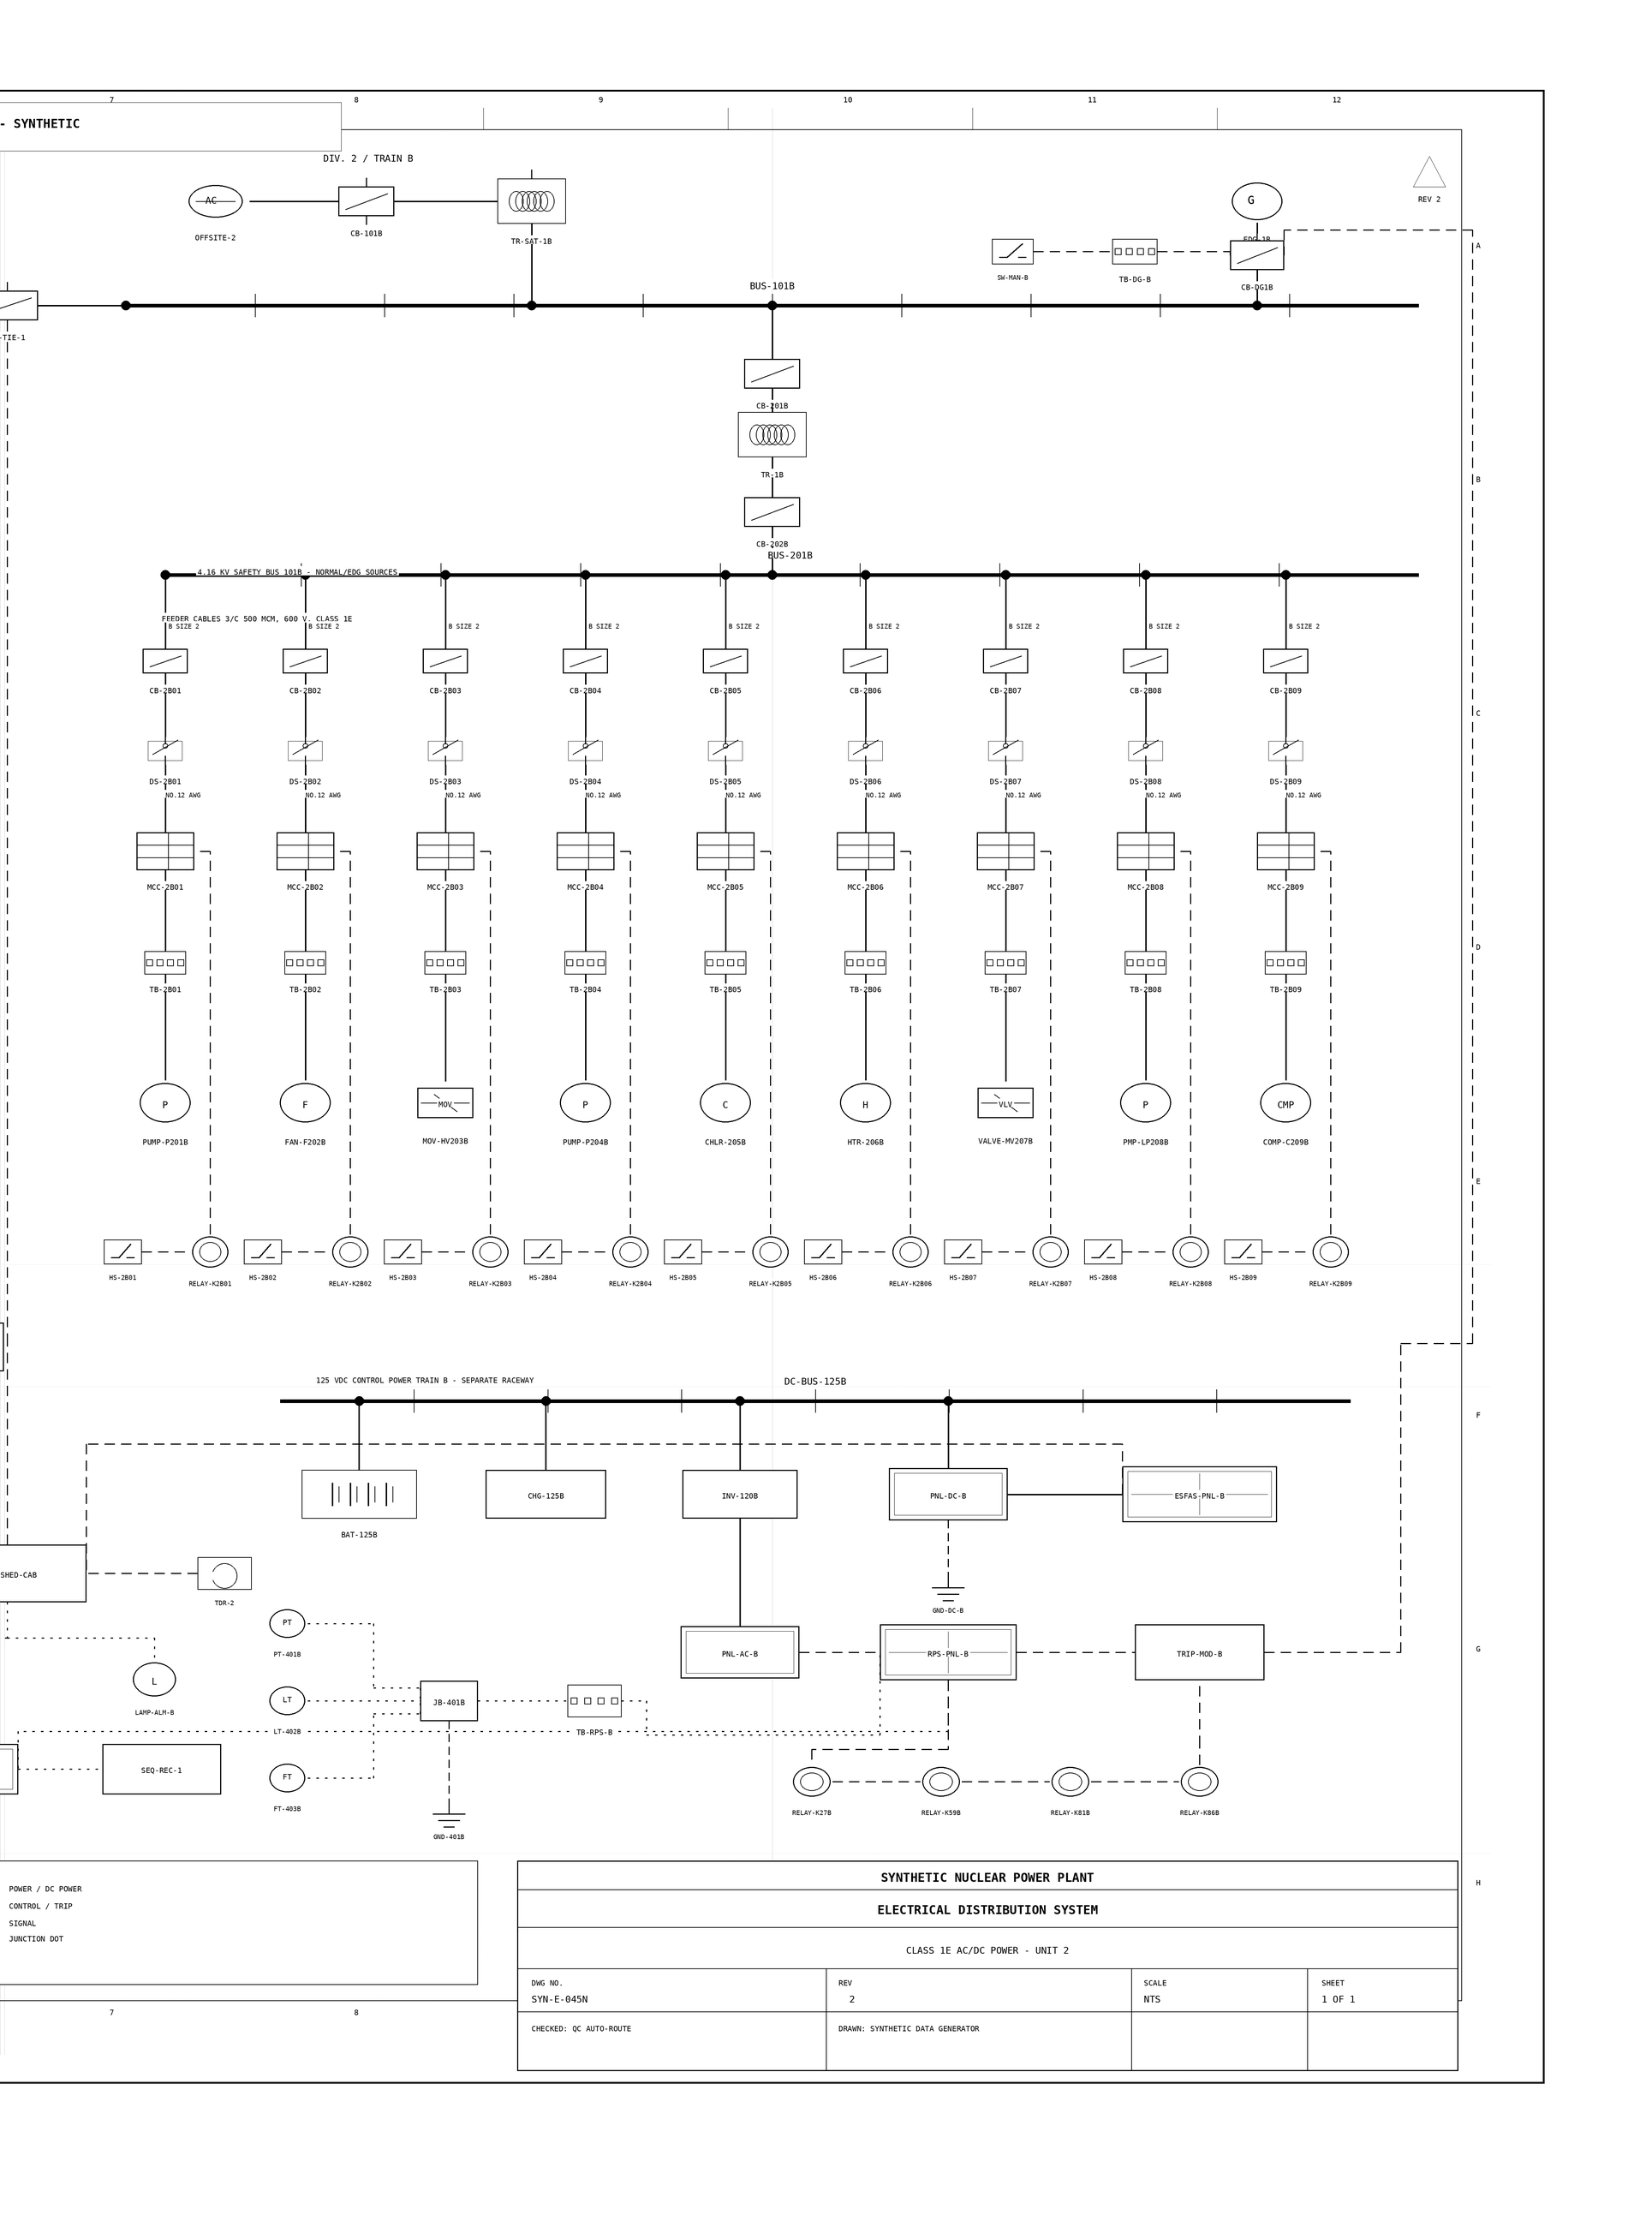 7 8 9 10 11 12
- SYNTHETIC
DIV. 2 / TRAIN B
AC
G
REV 2
OFFSITE-2
CB-101B
TR-SAT-1B
EDG-1B
A
SW-MAN-B
TB-DG-B
CB-DG1B
BUS-101B
-TIE-1
CB-201B
TR-1B
B
CB-202B
BUS-201B
4.16 KV SAFETY BUS 101B - NORMAL/EDG SOURCES
FEEDER CABLES 3/C 500 MCM, 600 V. CLASS 1E
B SIZE 2 B SIZE 2 B SIZE 2 B SIZE 2 B SIZE 2 B SIZE 2 B SIZE 2 B SIZE 2 B SIZE 2
CB-2B01 CB-2B02 CB-2B03 CB-2B04 CB-2B05 CB-2B06 CB-2B07 CB-2B08 CB-2B09
C
DS-2B01 DS-2B02 DS-2B03 DS-2B04 DS-2B05 DS-2B06 DS-2B07 DS-2B08 DS-2B09
NO.12 AWG NO.12 AWG NO.12 AWG NO.12 AWG NO.12 AWG NO.12 AWG NO.12 AWG NO.12 AWG NO.12 AWG
MCC-2B01 MCC-2B02 MCC-2B03 MCC-2B04 MCC-2B05 MCC-2B06 MCC-2B07 MCC-2B08 MCC-2B09
D
TB-2B01 TB-2B02 TB-2B03 TB-2B04 TB-2B05 TB-2B06 TB-2B07 TB-2B08 TB-2B09
P F MOV P C H VLV P CMP
PUMP-P201B FAN-F202B MOV-HV203B PUMP-P204B CHLR-205B HTR-206B VALVE-MV207B PMP-LP208B COMP-C209B
E
HS-2B01 RELAY-K2B01 HS-2B02 RELAY-K2B02 HS-2B03 RELAY-K2B03 HS-2B04 RELAY-K2B04 HS-2B05 RELAY-K2B05 HS-2B06 RELAY-K2B06 HS-2B07 RELAY-K2B07 HS-2B08 RELAY-K2B08 HS-2B09 RELAY-K2B09
125 VDC CONTROL POWER TRAIN B - SEPARATE RACEWAY
DC-BUS-125B
F
CHG-125B
INV-120B
PNL-DC-B
ESFAS-PNL-B
BAT-125B
SHED-CAB
TDR-2
GND-DC-B
PT
PT-401B
PNL-AC-B
RPS-PNL-B
TRIP-MOD-B
G
L
LAMP-ALM-B
LT
LT-402B
JB-401B
TB-RPS-B
SEQ-REC-1
FT
FT-403B
GND-401B
RELAY-K27B
RELAY-K59B
RELAY-K81B
RELAY-K86B
POWER / DC POWER
CONTROL / TRIP
SIGNAL
JUNCTION DOT
H
SYNTHETIC NUCLEAR POWER PLANT
ELECTRICAL DISTRIBUTION SYSTEM
CLASS 1E AC/DC POWER - UNIT 2
DWG NO. REV SCALE SHEET
SYN-E-045N 2 NTS 1 OF 1
CHECKED: QC AUTO-ROUTE DRAWN: SYNTHETIC DATA GENERATOR
7 8